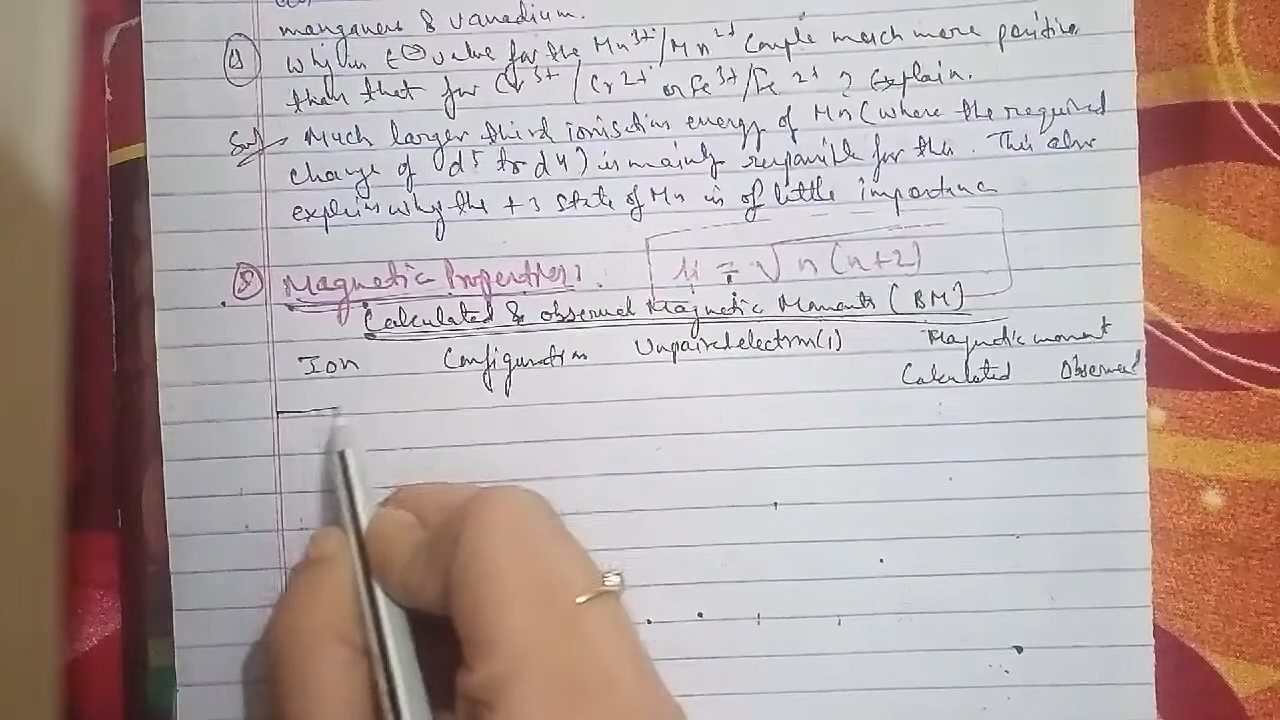 manganese & vanadium.
① Why is E⊖ value for the Mn³⁺/Mn²⁺ Couple much more positive
than that for Cr³⁺/Cr²⁺ or Fe³⁺/Fe²⁺ ? Explain.
Sol- Much larger third ionisation energy of Mn (where the required
change of d⁵ to d⁴) is mainly responsible for this. This also
explain why the +3 state of Mn is of little importance
⑧ Magnetic Properties:
μ = √n(n+2)
Calculated & observed Magnetic Moments (BM)
Ion Configuration Unpaired electron(s) Magnetic moment
Calculated Observed